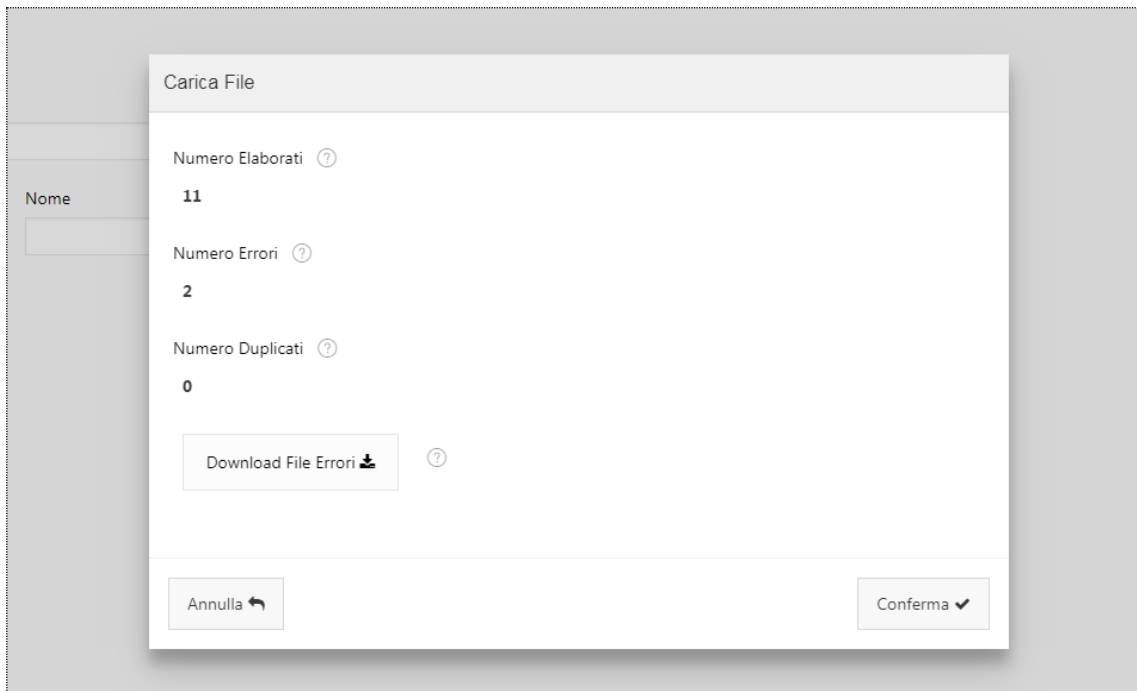 Carica File
Numero Elaborati ?
11
Nome
Numero Errori ?
2
Numero Duplicati ?
0
Download File Errori ?
Annulla
Conferma